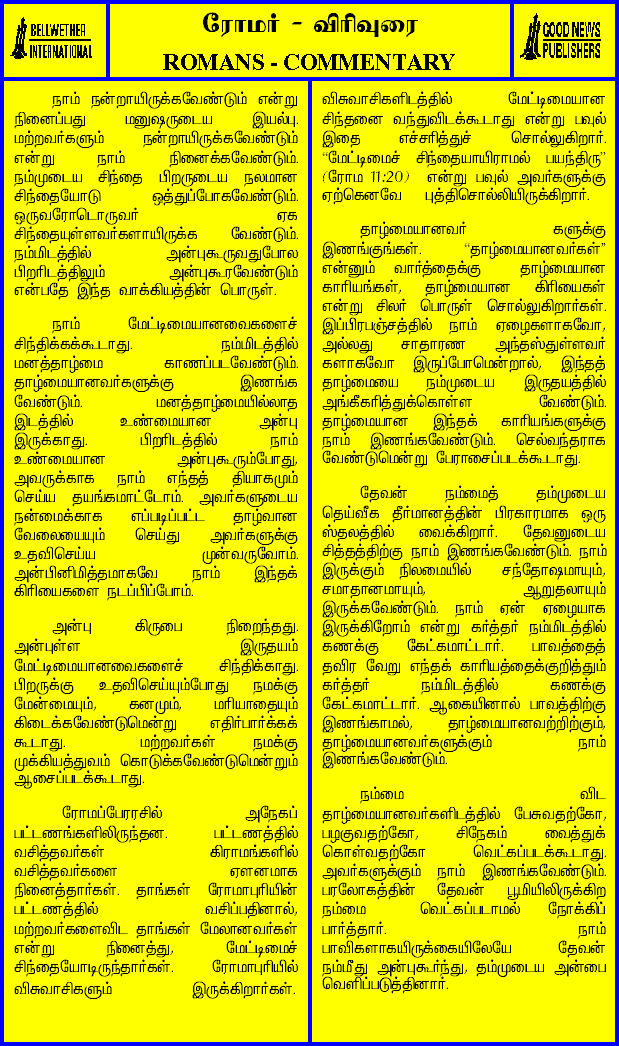 BELLWETHER
INTERNATIONAL
ரோமர் - விரிவுரை
ROMANS - COMMENTARY
GOOD NEWS
PUBLISHERS
நாம் நன்றாயிருக்கவேண்டும் என்று
நினைப்பது மனுஷருடைய இயல்பு.
மற்றவர்களும் நன்றாயிருக்கவேண்டும்
என்று நாம் நினைக்கவேண்டும்.
நம்முடைய சிந்தை பிறருடைய நலமான
சிந்தையோடு ஒத்துப்போகவேண்டும்.
ஒருவரோடொருவர் ஏக
சிந்தையுள்ளவர்களாயிருக்க வேண்டும்.
நம்மிடத்தில் அன்புகூருவதுபோல
பிறரிடத்திலும் அன்புகூரவேண்டும்
என்பதே இந்த வாக்கியத்தின் பொருள்.
நாம் மேட்டிமையானவைகளைச்
சிந்திக்கக்கூடாது. நம்மிடத்தில்
மனத்தாழ்மை காணப்படவேண்டும்.
தாழ்மையானவர்களுக்கு இணங்க
வேண்டும். மனத்தாழ்மையில்லாத
இடத்தில் உண்மையான அன்பு
இருக்காது. பிறரிடத்தில் நாம்
உண்மையான அன்புகூரும்போது,
அவருக்காக நாம் எந்தத் தியாகமும்
செய்ய தயங்கமாட்டோம். அவர்களுடைய
நன்மைக்காக எப்படிப்பட்ட தாழ்வான
வேலையையும் செய்து அவர்களுக்கு
உதவிசெய்ய முன்வருவோம்.
அன்பினிமித்தமாகவே நாம் இந்தக்
கிரியைகளை நடப்பிப்போம்.
அன்பு கிருபை நிறைந்தது.
அன்புள்ள இருதயம்
மேட்டிமையானவைகளைச் சிந்திக்காது.
பிறருக்கு உதவிசெய்யும்போது நமக்கு
மேன்மையும், கனமும், மரியாதையும்
கிடைக்கவேண்டுமென்று எதிர்பார்க்கக்
கூடாது. மற்றவர்கள் நமக்கு
முக்கியத்துவம் கொடுக்கவேண்டுமென்றும்
ஆசைப்படக்கூடாது.
ரோமப்பேரரசில் அநேகப்
பட்டணங்களிலிருந்தன. பட்டணத்தில்
வசித்தவர்கள் கிராமங்களில்
வசித்தவர்களை ஏளனமாக
நினைத்தார்கள். தாங்கள் ரோமாபுரியின்
பட்டணத்தில் வசிப்பதினால்,
மற்றவர்களைவிட தாங்கள் மேலானவர்கள்
என்று நினைத்து, மேட்டிமைச்
சிந்தையோடிருந்தார்கள். ரோமாபுரியில்
விசுவாசிகளும் இருக்கிறார்கள்.
விசுவாசிகளிடத்தில் மேட்டிமையான
சிந்தனை வந்துவிடக்கூடாது என்று பவுல்
இதை எச்சரித்துச் சொல்லுகிறார்.
“மேட்டிமைச் சிந்தையாயிராமல் பயந்திரு”
(ரோம 11:20) என்று பவுல் அவர்களுக்கு
ஏற்கெனவே புத்திசொல்லியிருக்கிறார்.
தாழ்மையானவர் களுக்கு
இணங்குங்கள். “தாழ்மையானவர்கள்”
என்னும் வார்த்தைக்கு தாழ்மையான
காரியங்கள், தாழ்மையான கிரியைகள்
என்று சிலர் பொருள் சொல்லுகிறார்கள்.
இப்பிரபஞ்சத்தில் நாம் ஏழைகளாகவோ,
அல்லது சாதாரண அந்தஸ்துள்ளவர்
களாகவோ இருப்போமென்றால், இந்தத்
தாழ்மையை நம்முடைய இருதயத்தில்
அங்கீகரித்துக்கொள்ள வேண்டும்.
தாழ்மையான இந்தக் காரியங்களுக்கு
நாம் இணங்கவேண்டும். செல்வந்தராக
வேண்டுமென்று பேராசைப்படக்கூடாது.
தேவன் நம்மைத் தம்முடைய
தெய்வீக தீர்மானத்தின் பிரகாரமாக ஒரு
ஸ்தலத்தில் வைக்கிறார். தேவனுடைய
சித்தத்திற்கு நாம் இணங்கவேண்டும். நாம்
இருக்கும் நிலமையில் சந்தோஷமாயும்,
சமாதானமாயும், ஆறுதலாயும்
இருக்கவேண்டும். நாம் ஏன் ஏழையாக
இருக்கிறோம் என்று கர்த்தர் நம்மிடத்தில்
கணக்கு கேட்கமாட்டார். பாவத்தைத்
தவிர வேறு எந்தக் காரியத்தைக்குறித்தும்
கர்த்தர் நம்மிடத்தில் கணக்கு
கேட்கமாட்டார். ஆகையினால் பாவத்திற்கு
இணங்காமல், தாழ்மையானவற்றிற்கும்,
தாழ்மையானவர்களுக்கும் நாம்
இணங்கவேண்டும்.
நம்மை விட
தாழ்மையானவர்களிடத்தில் பேசுவதற்கோ,
பழகுவதற்கோ, சிநேகம் வைத்துக்
கொள்வதற்கோ வெட்கப்படக்கூடாது.
அவர்களுக்கும் நாம் இணங்கவேண்டும்.
பரலோகத்தின் தேவன் பூமியிலிருக்கிற
நம்மை வெட்கப்படாமல் நோக்கிப்
பார்த்தார். நாம்
பாவிகளாகயிருக்கையிலேயே தேவன்
நம்மீது அன்புகூர்ந்து, தம்முடைய அன்பை
வெளிப்படுத்தினார்.